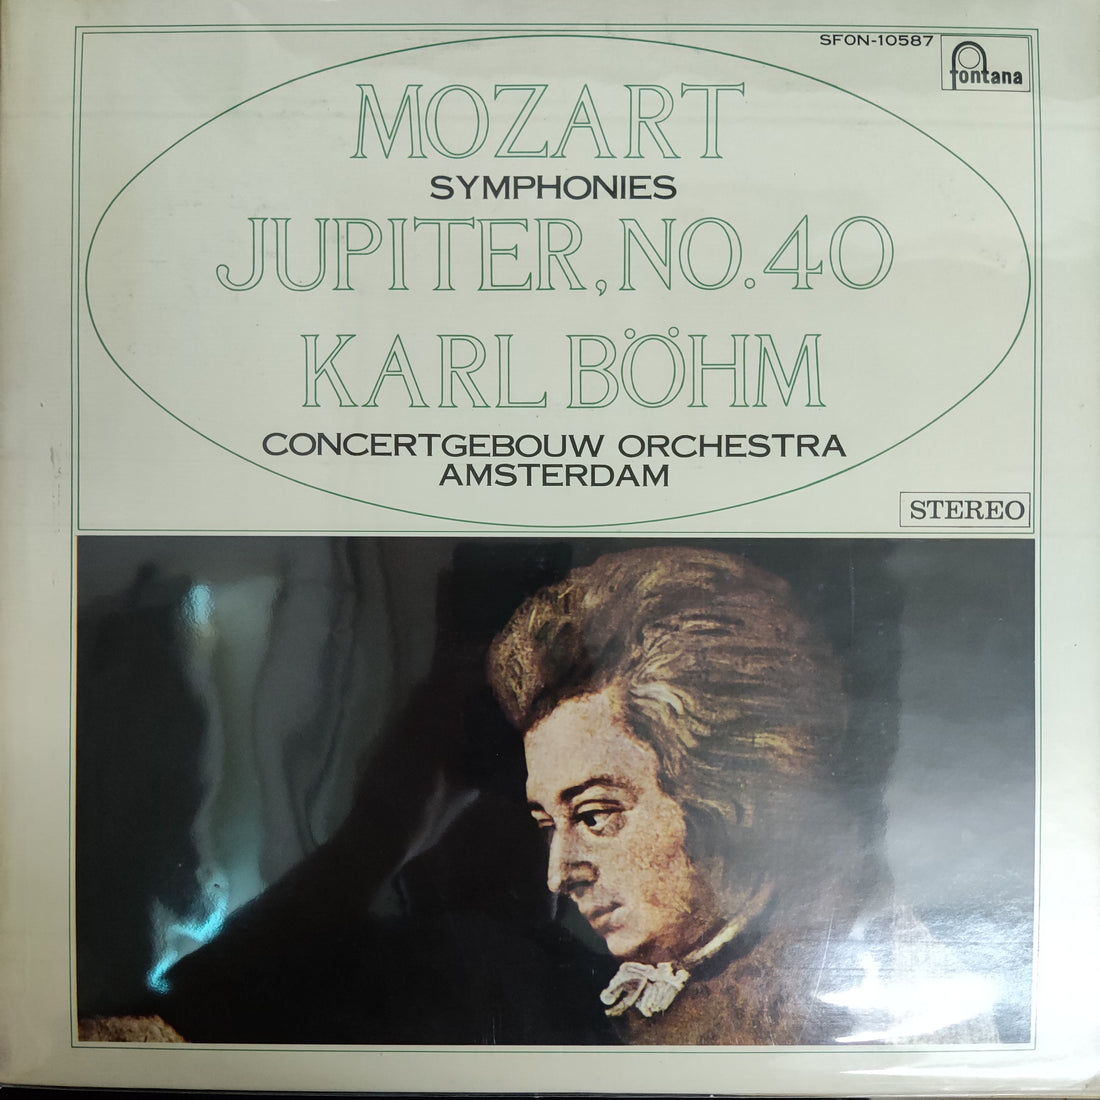 SFON-10587
fontana
MOZART
SYMPHONIES
JUPITER, NO. 40
KARL BÖHM
CONCERTGEBOUW ORCHESTRA
AMSTERDAM
STEREO